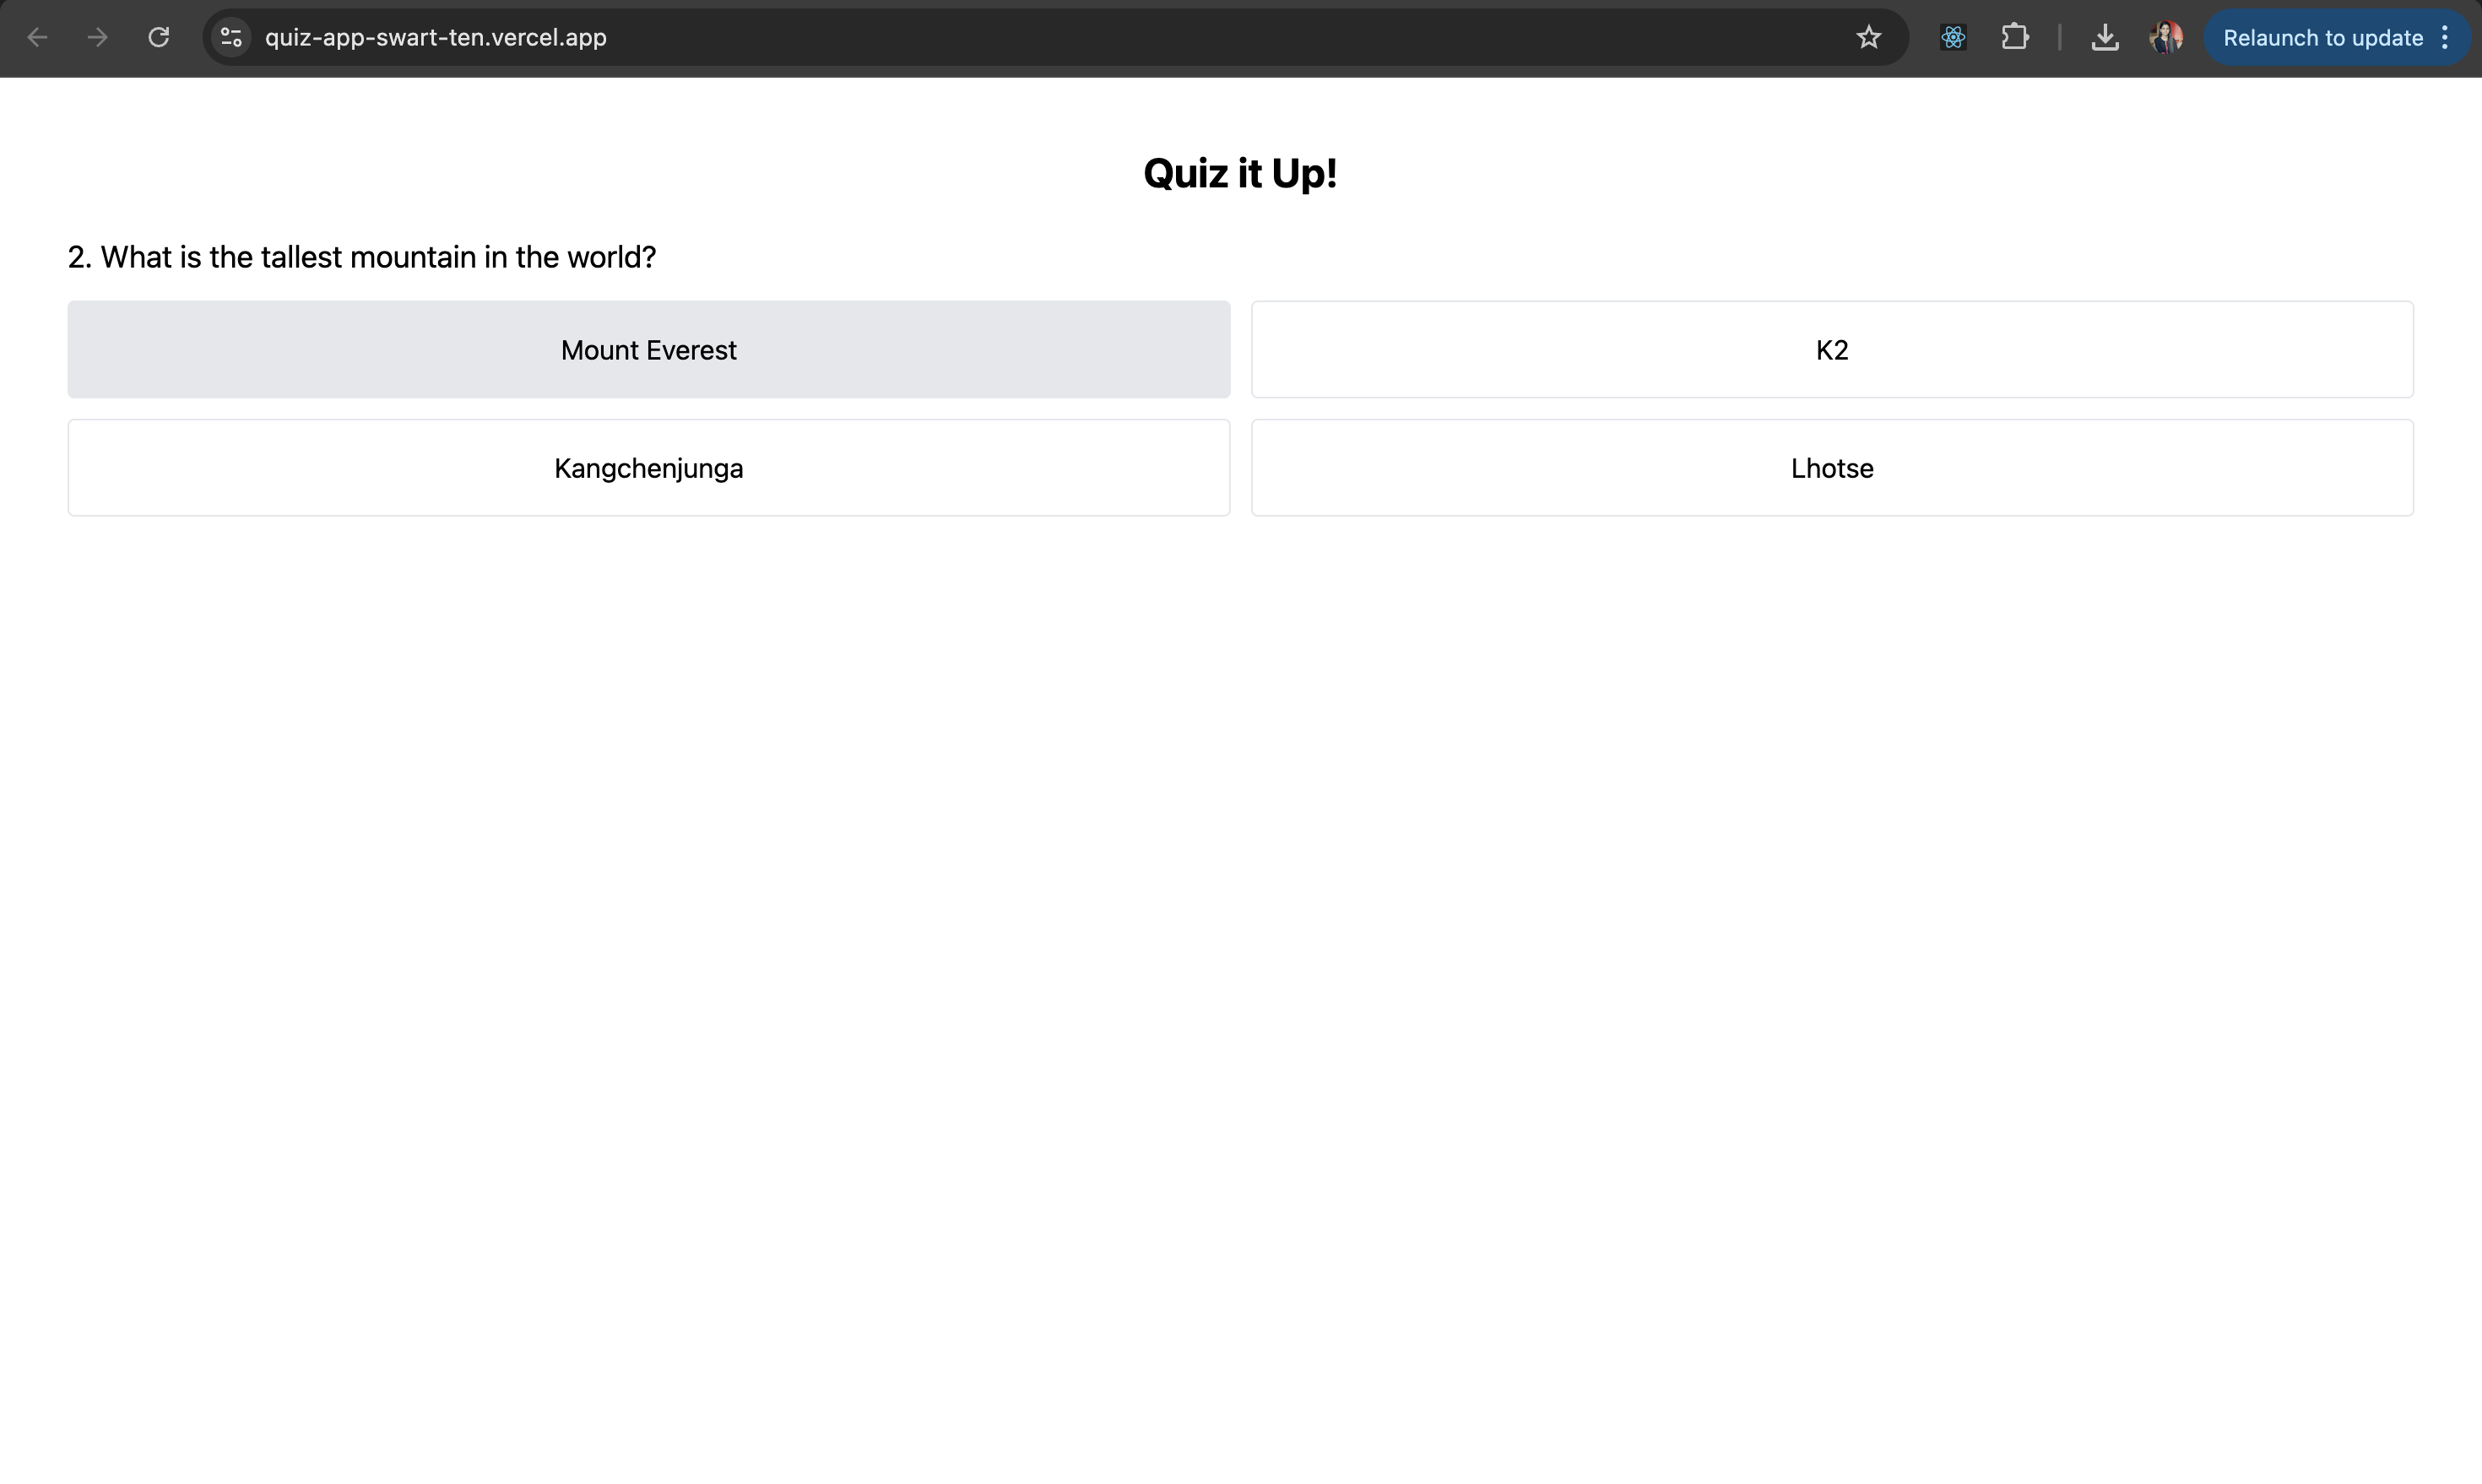 quiz-app-swart-ten.vercel.app
Relaunch to update
Quiz it Up!
2. What is the tallest mountain in the world?
Mount Everest
K2
Kangchenjunga
Lhotse